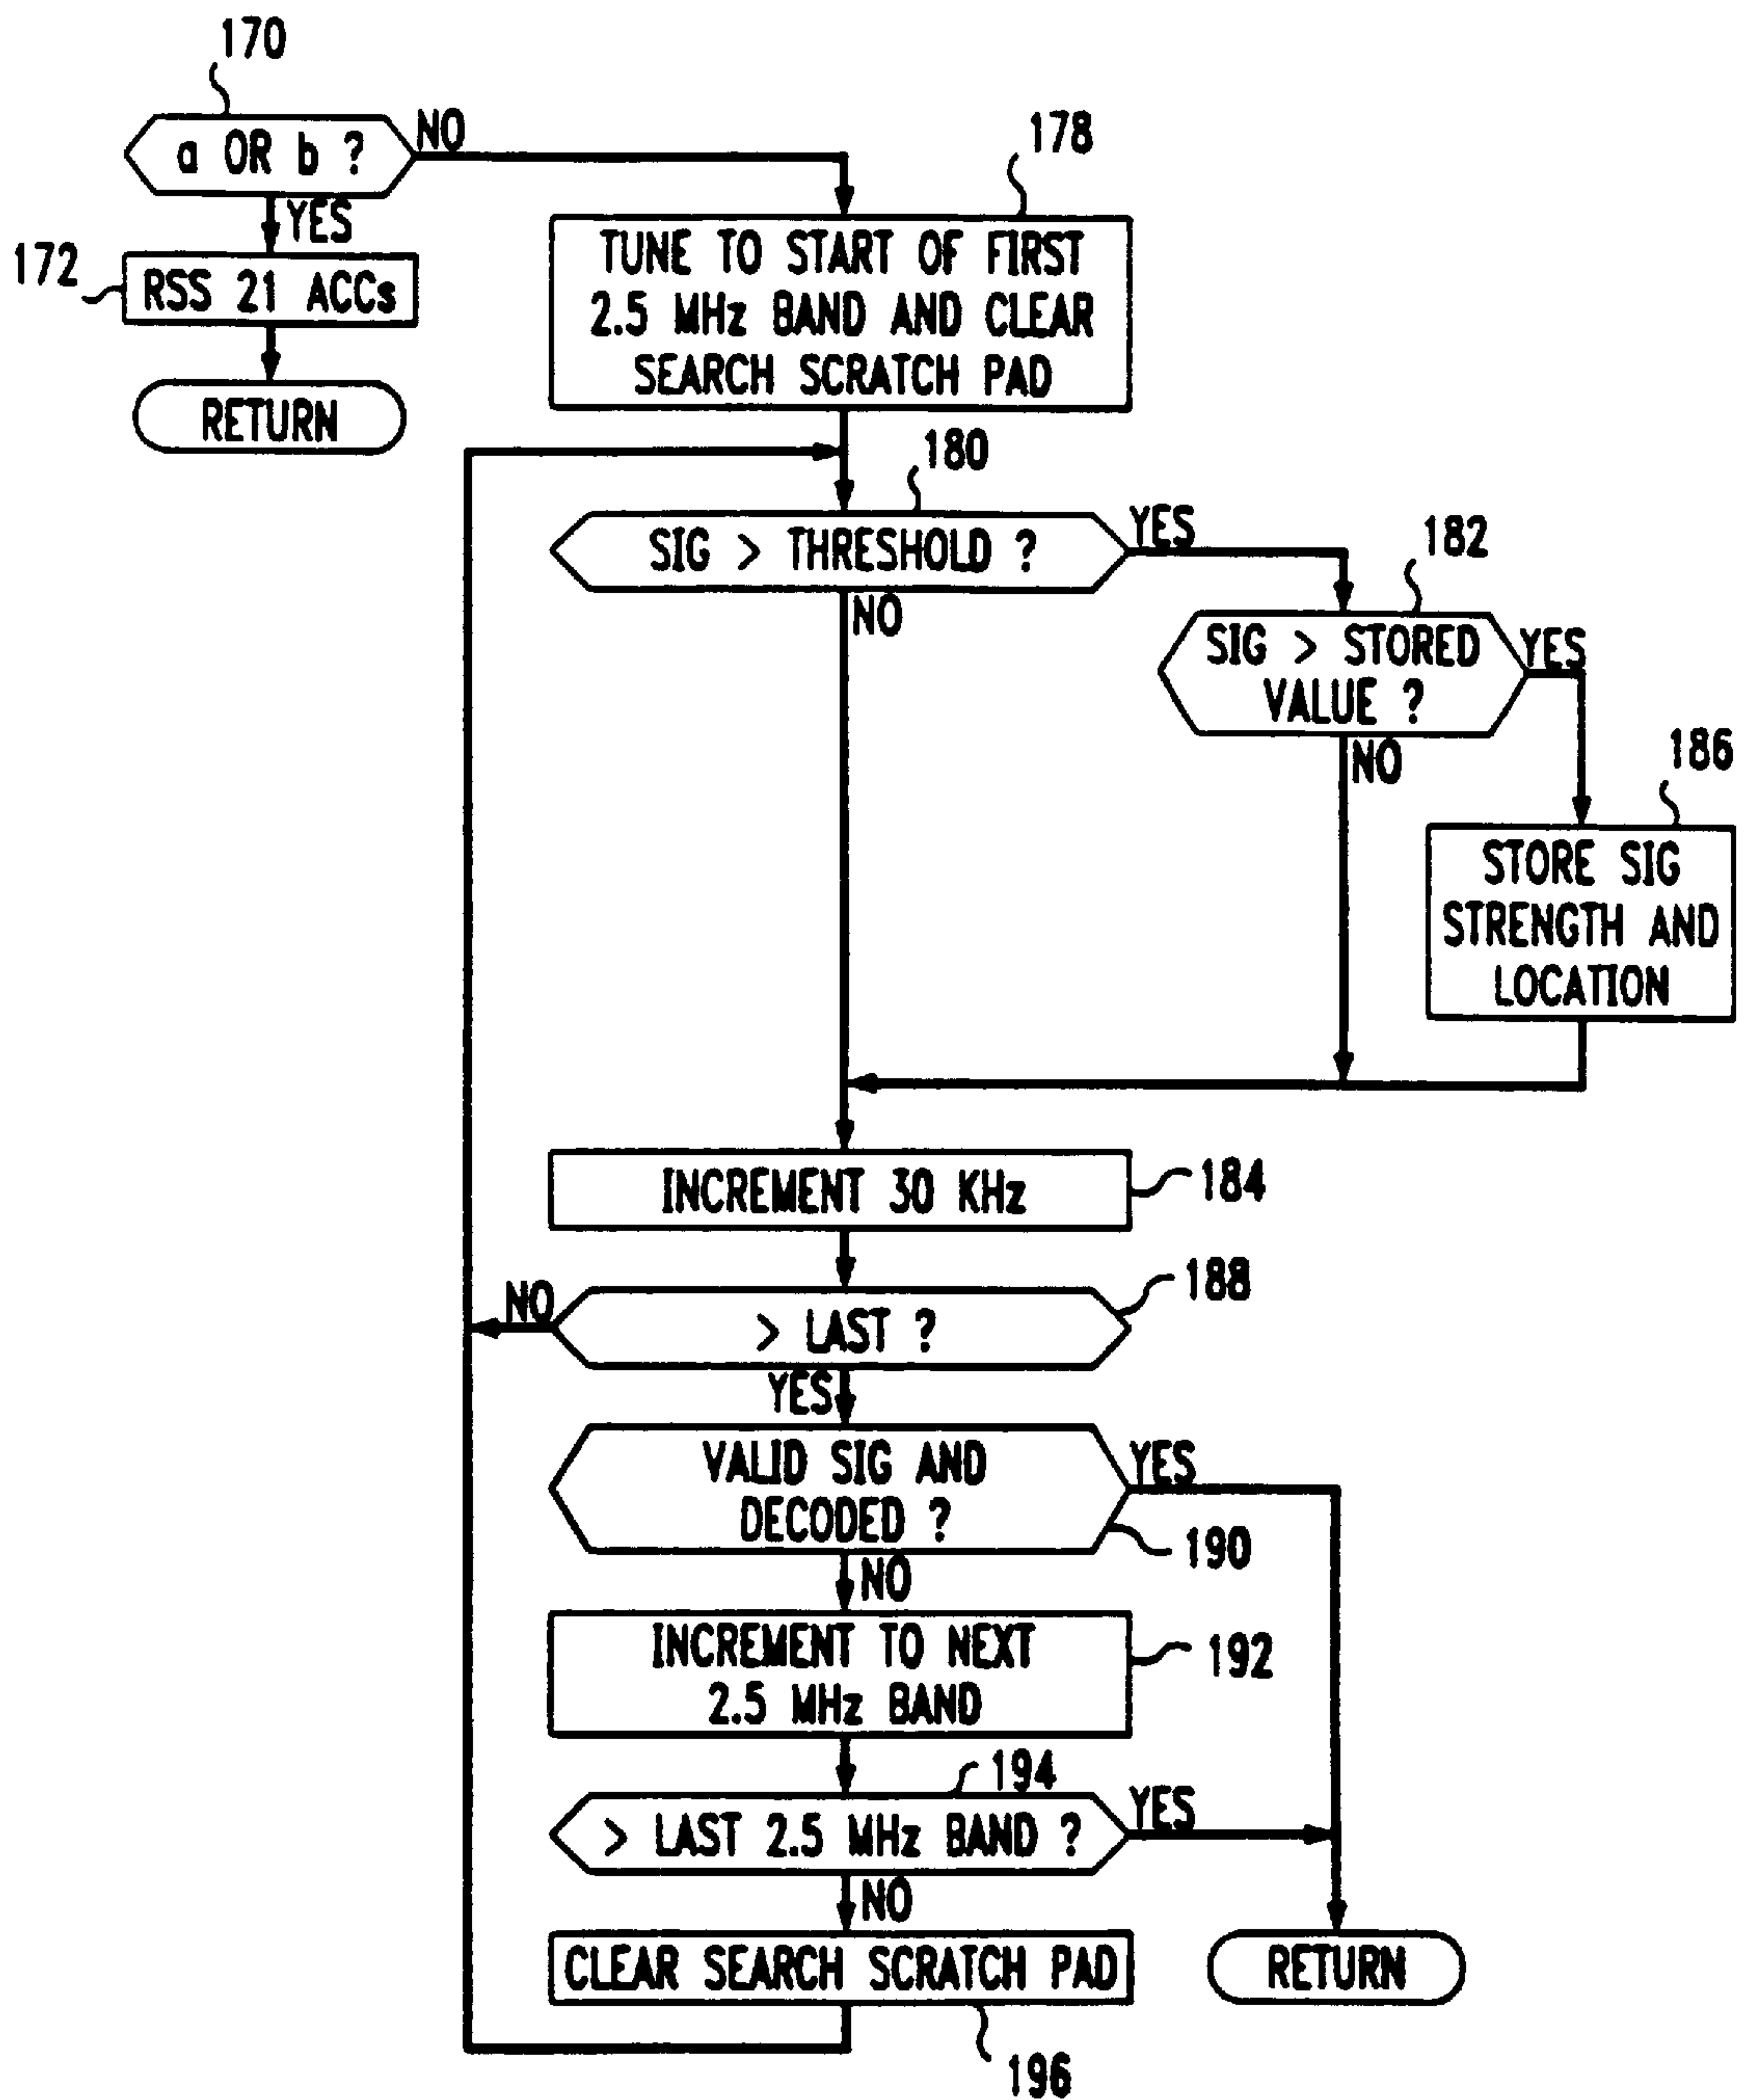 170
a OR b ?
NO
YES
172
RSS 21 ACCs
RETURN
178
TUNE TO START OF FIRST
2.5 MHz BAND AND CLEAR
SEARCH SCRATCH PAD
180
SIG > THRESHOLD ?
YES
NO
182
SIG > STORED
VALUE ?
YES
NO
186
STORE SIG
STRENGTH AND
LOCATION
INCREMENT 30 KHz
184
188
> LAST ?
NO
YES
VALID SIG AND
DECODED ?
YES
190
NO
INCREMENT TO NEXT
2.5 MHz BAND
192
194
> LAST 2.5 MHz BAND ?
YES
NO
CLEAR SEARCH SCRATCH PAD
196
RETURN